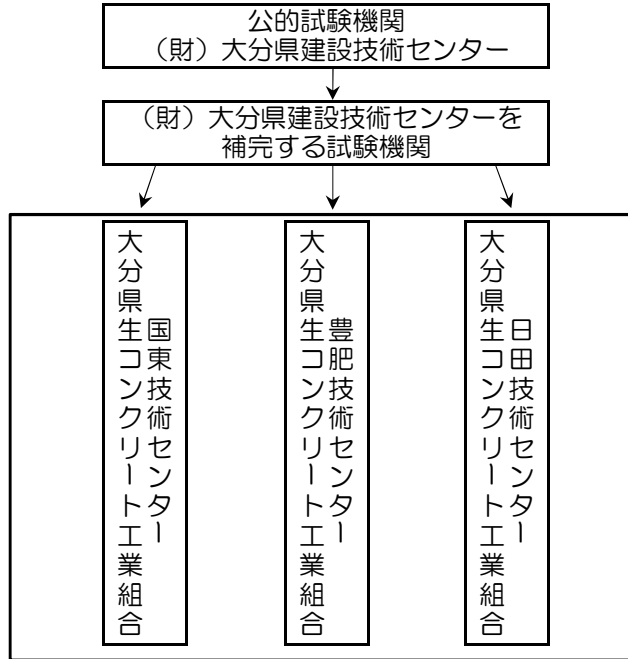 公的試験機関
（財）大分県建設技術センター
（財）大分県建設技術センターを
補完する試験機関
大分県生コンクリート工業組合
国東技術センター
大分県生コンクリート工業組合
豊肥技術センター
大分県生コンクリート工業組合
日田技術センター